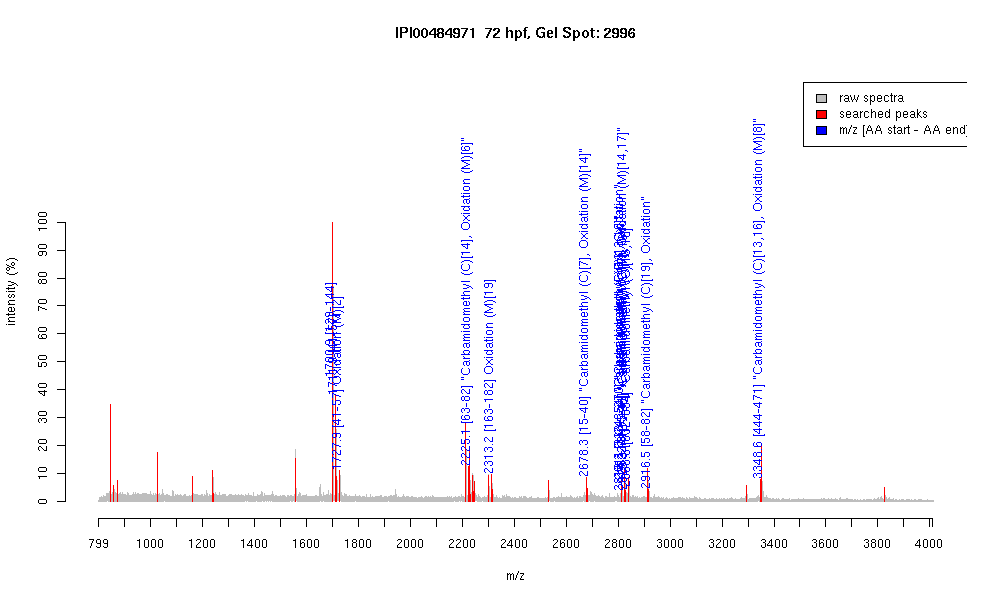 IPI00484971 72 hpf, Gel Spot: 2996
raw spectra
searched peaks
m/z [AA start - AA end]
intensity (%)
100
90
80
70
60
50
40
30
20
10
0
1727.9 [41-57] Oxidation (M)[2]
2225.1 [63-82] "Carbamidomethyl (C)[14], Oxidation (M)[6]"
2313.2 [163-182] Oxidation (M)[19]
2678.3 [15-40] "Carbamidomethyl (C)[7], Oxidation (M)[14]"
2916.5 [58-82] "Carbamidomethyl (C)[19], Oxidation"
3348.6 [444-471] "Carbamidomethyl (C)[13,16], Oxidation (M)[8]"
799 1000 1200 1400 1600 1800 2000 2200 2400 2600 2800 3000 3200 3400 3600 3800 4000
m/z